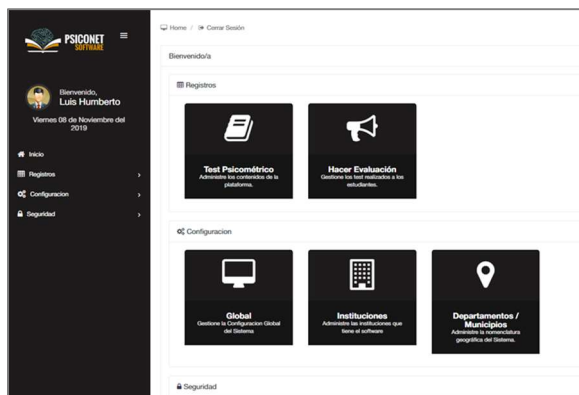 PSICONET
SOFTWARE
Bienvenido,
Luis Humberto
Viernes 08 de Noviembre del
2019
Inicio
Registros
Configuracion
Seguridad
Home / Cerrar Sesión
Bienvenido/a
Registros
Test Psicométrico
Administre los contenidos de la
plataforma.
Hacer Evaluación
Gestione los test realizados a los
estudiantes.
Configuracion
Global
Gestione la Configuracion Global
del Sistema
Instituciones
Administre las instituciones que
tiene el software
Departamentos /
Municipios
Administre la nomenclatura
geográfica del Sistema.
Seguridad